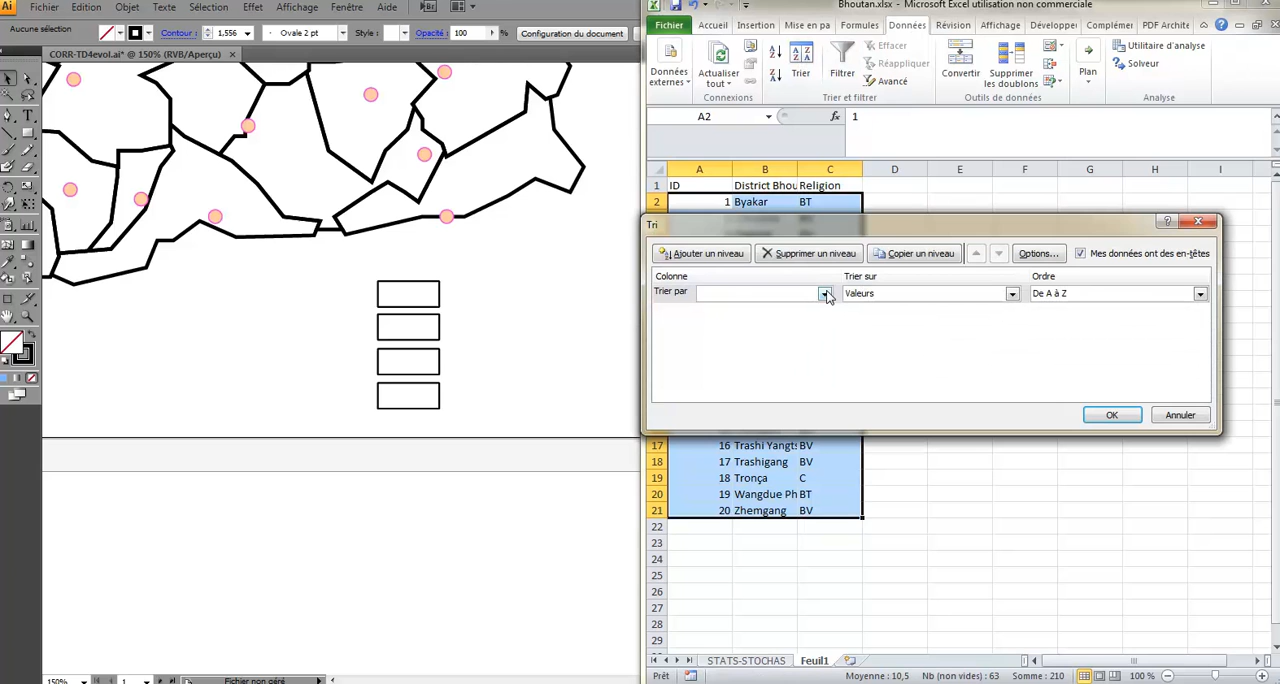 Fichier Edition Objet Texte Sélection Effet Affichage Fenêtre Aide
Aucune sélection Contour : 1,556 Ovale 2 pt Style : Opacité : 100 % Configuration du document
CORR-TD4evol.ai* @ 150% (RVB/Aperçu) ×
150% 1 Fichier non géré
Bhoutan.xlsx - Microsoft Excel utilisation non commerciale
Fichier Accueil Insertion Mise en pa Formules Données Révision Affichage Développer Complémer PDF Archite
Données externes Actualiser tout Trier Filtrer Effacer Réappliquer Avancé Convertir Supprimer les doublons Plan Utilitaire d'analyse Solveur
Connexions Trier et filtrer Outils de données Analyse
A2 fx 1
A B C D E F G H I
1 ID District Bhou Religion
2 1 Byakar BT
Tri
Ajouter un niveau Supprimer un niveau Copier un niveau Options... Mes données ont des en-têtes
Colonne Trier sur Ordre
Trier par Valeurs De A à Z
OK Annuler
17 16 Trashi Yangts BV
18 17 Trashigang BV
19 18 Tronça C
20 19 Wangdue Ph BT
21 20 Zhemgang BV
22
23
24
25
26
27
28
29
STATS-STOCHAS Feuil1
Prêt Moyenne : 10,5 Nb (non vides) : 63 Somme : 210 100 %